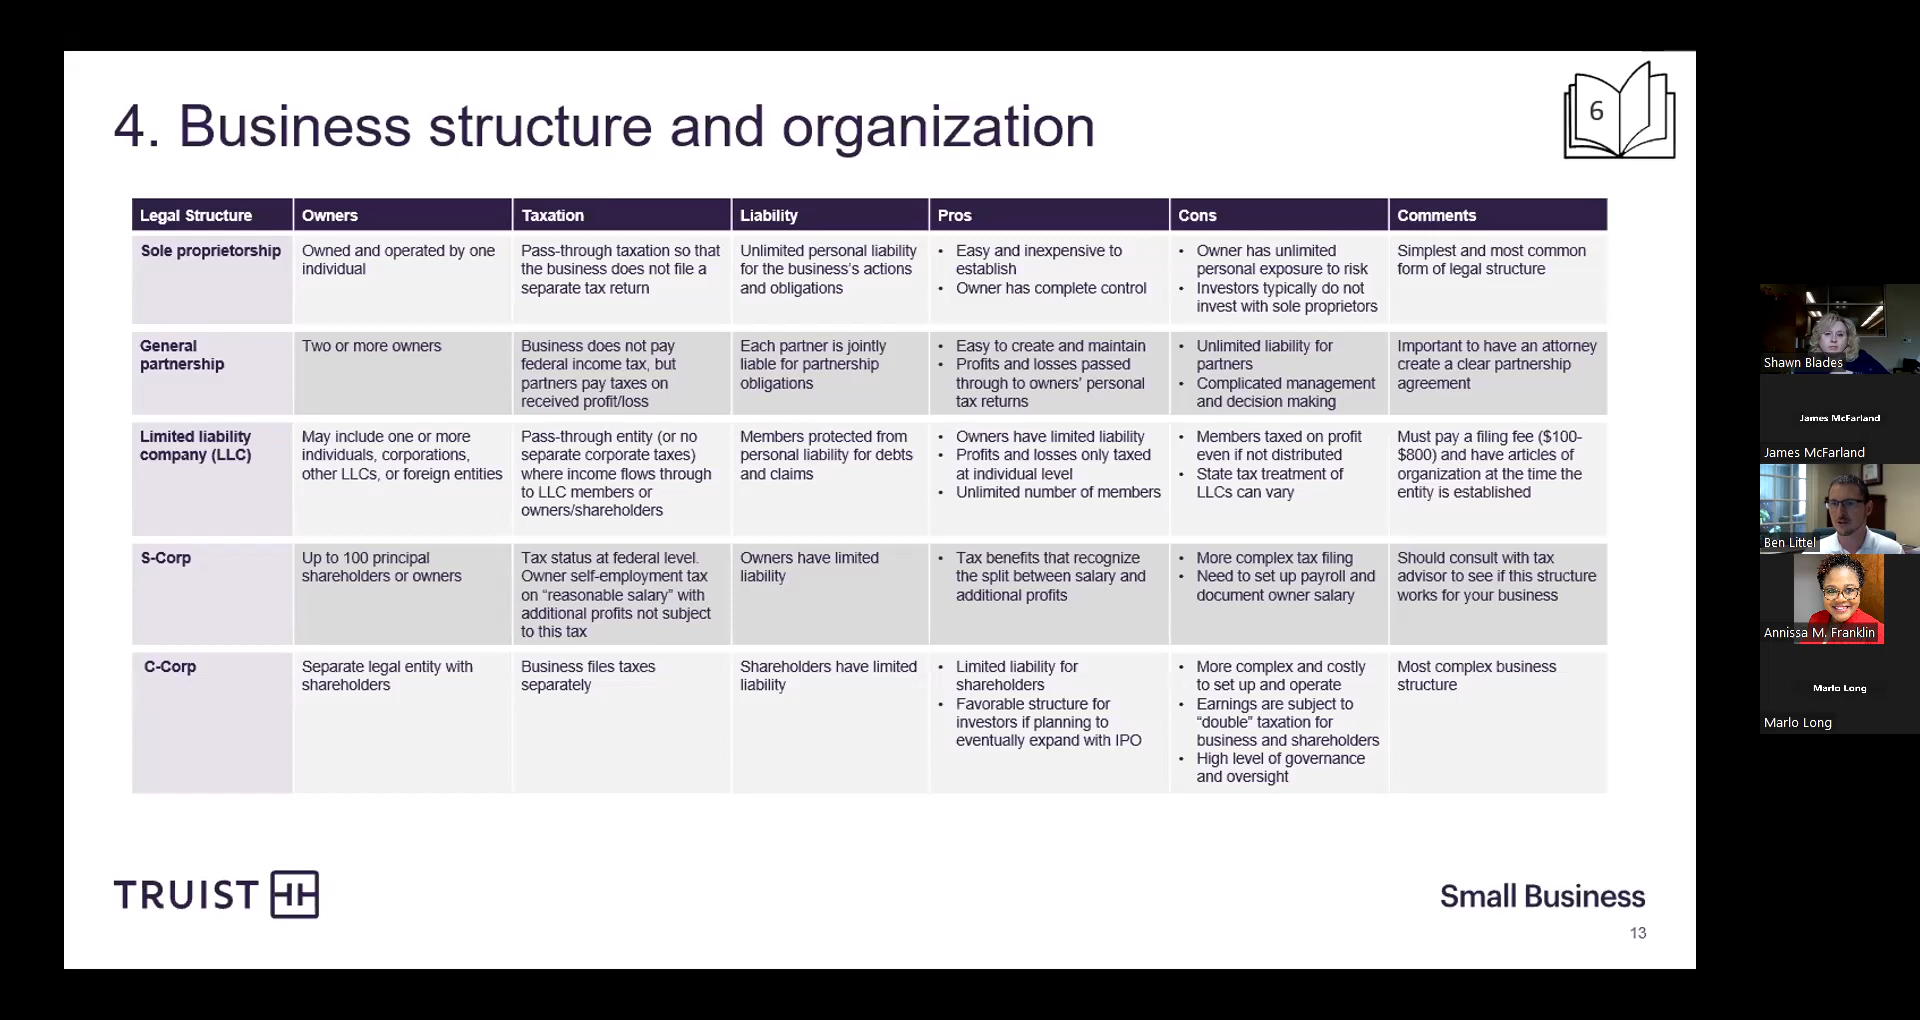 4. Business structure and organization
6
Legal Structure
Owners
Taxation
Liability
Pros
Cons
Comments
Sole proprietorship
Owned and operated by one
individual
Pass-through taxation so that
the business does not file a
separate tax return
Unlimited personal liability
for the business's actions
and obligations
• Easy and inexpensive to
establish
• Owner has complete control
• Owner has unlimited
personal exposure to risk
• Investors typically do not
invest with sole proprietors
Simplest and most common
form of legal structure
General
partnership
Two or more owners
Business does not pay
federal income tax, but
partners pay taxes on
received profit/loss
Each partner is jointly
liable for partnership
obligations
• Easy to create and maintain
• Profits and losses passed
through to owners' personal
tax returns
• Unlimited liability for
partners
• Complicated management
and decision making
Important to have an attorney
create a clear partnership
agreement
Limited liability
company (LLC)
May include one or more
individuals, corporations,
other LLCs, or foreign entities
Pass-through entity (or no
separate corporate taxes)
where income flows through
to LLC members or
owners/shareholders
Members protected from
personal liability for debts
and claims
• Owners have limited liability
• Profits and losses only taxed
at individual level
• Unlimited number of members
• Members taxed on profit
even if not distributed
• State tax treatment of
LLCs can vary
Must pay a filing fee ($100-
$800) and have articles of
organization at the time the
entity is established
S-Corp
Up to 100 principal
shareholders or owners
Tax status at federal level.
Owner self-employment tax
on “reasonable salary” with
additional profits not subject
to this tax
Owners have limited
liability
• Tax benefits that recognize
the split between salary and
additional profits
• More complex tax filing
• Need to set up payroll and
document owner salary
Should consult with tax
advisor to see if this structure
works for your business
C-Corp
Separate legal entity with
shareholders
Business files taxes
separately
Shareholders have limited
liability
• Limited liability for
shareholders
• Favorable structure for
investors if planning to
eventually expand with IPO
• More complex and costly
to set up and operate
• Earnings are subject to
“double” taxation for
business and shareholders
• High level of governance
and oversight
Most complex business
structure
TRUIST
Small Business
13
Shawn Blades
James McFarland
James McFarland
Ben Littel
Annissa M. Franklin
Marlo Long
Marlo Long